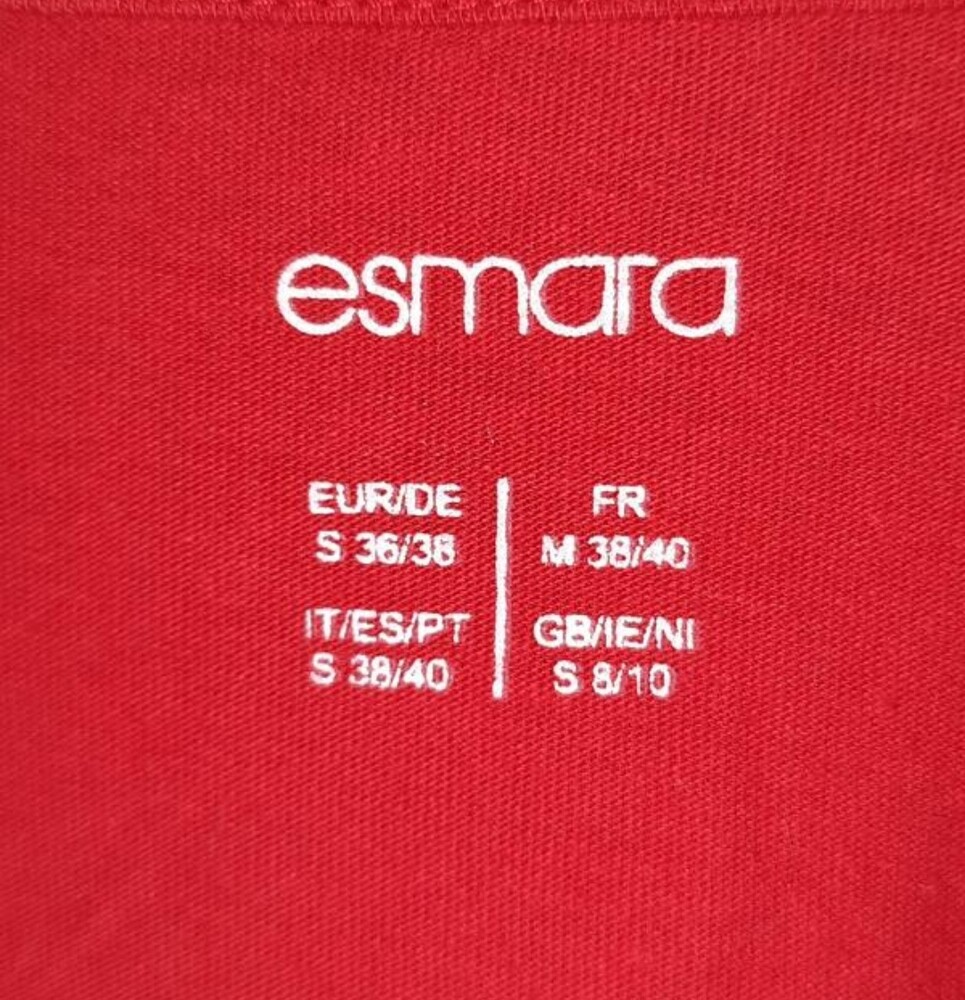 esmara
EUR/DE
S 36/38
FR
M 38/40
IT/ES/PT
S 38/40
GB/IE/NI
S 8/10